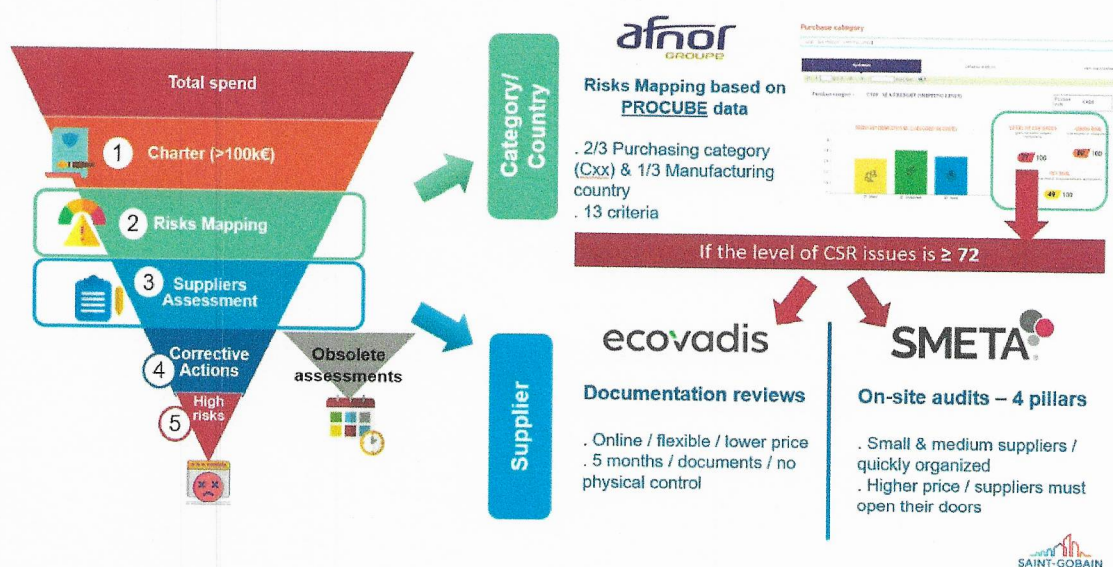 Total spend
1
Charter (>100k€)
2
Risks Mapping
3
Suppliers
Assessment
4
Corrective
Actions
5
High
risks
Obsolete
assessments
Category/
Country
Supplier
afnor
GROUPE
Risks Mapping based on
PROCUBE data
. 2/3 Purchasing category
(Cxx) & 1/3 Manufacturing
country
. 13 criteria
Purchase category
100
100
49 100
If the level of CSR issues is ≥ 72
ecovadis
Documentation reviews
. Online / flexible / lower price
. 5 months / documents / no
physical control
SMETA
On-site audits – 4 pillars
. Small & medium suppliers /
quickly organized
. Higher price / suppliers must
open their doors
SAINT-GOBAIN